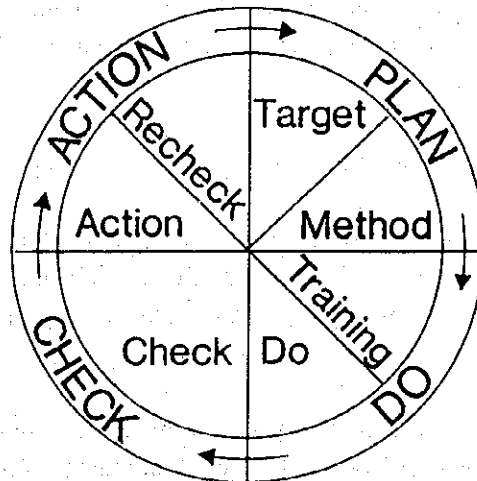 ACTION
PLAN
DO
CHECK
Target
Method
Training
Do
Check
Action
Recheck